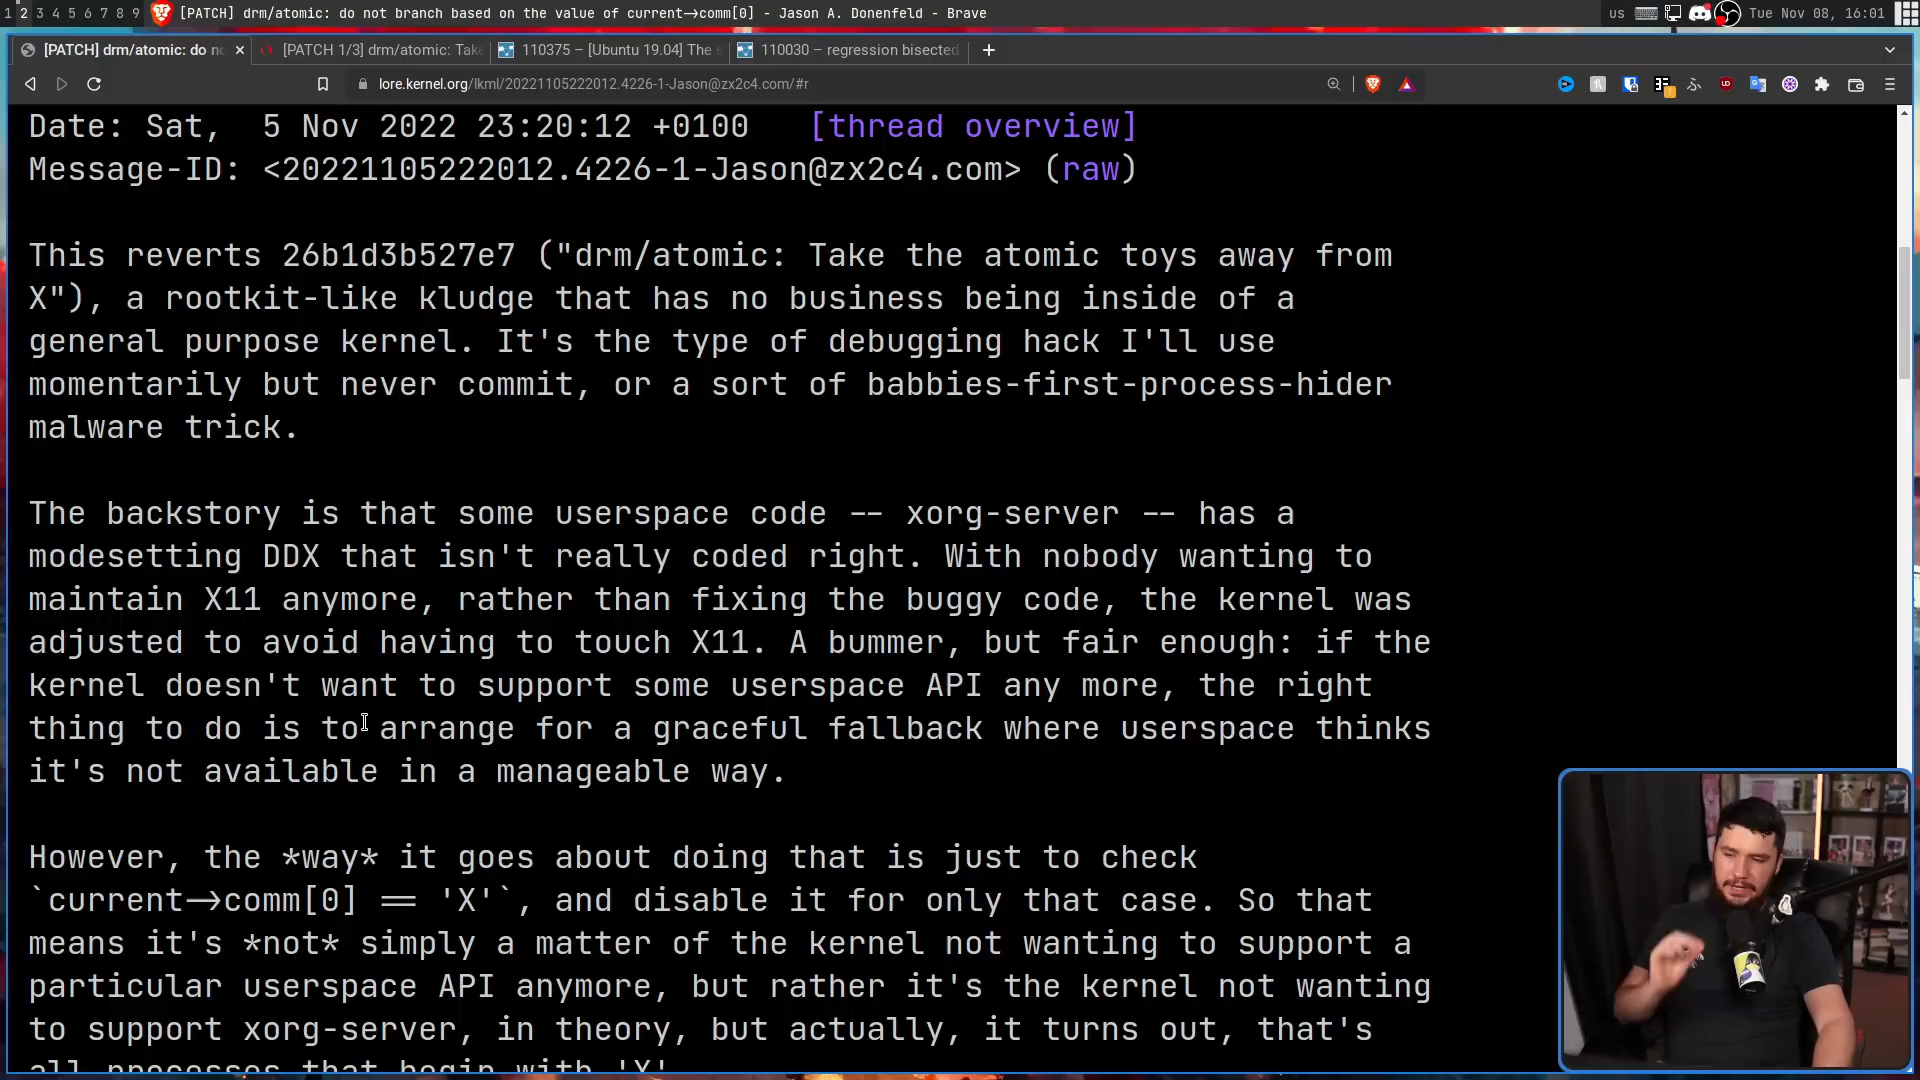 1 2 3 4 5 6 7 8 9 [PATCH] drm/atomic: do not branch based on the value of current->comm[0] - Jason A. Donenfeld - Brave us Tue Nov 08, 16:01
[PATCH] drm/atomic: do no [PATCH 1/3] drm/atomic: Take 110375 – [Ubuntu 19.04] The s 110030 – regression bisected
lore.kernel.org/lkml/20221105222012.4226-1-Jason@zx2c4.com/#r
Date: Sat,  5 Nov 2022 23:20:12 +0100 [thread overview]
Message-ID: <20221105222012.4226-1-Jason@zx2c4.com> (raw)
This reverts 26b1d3b527e7 ("drm/atomic: Take the atomic toys away from
X"), a rootkit-like kludge that has no business being inside of a
general purpose kernel. It's the type of debugging hack I'll use
momentarily but never commit, or a sort of babbies-first-process-hider
malware trick.
The backstory is that some userspace code -- xorg-server -- has a
modesetting DDX that isn't really coded right. With nobody wanting to
maintain X11 anymore, rather than fixing the buggy code, the kernel was
adjusted to avoid having to touch X11. A bummer, but fair enough: if the
kernel doesn't want to support some userspace API any more, the right
thing to do is to arrange for a graceful fallback where userspace thinks
it's not available in a manageable way.
However, the *way* it goes about doing that is just to check
`current->comm[0] == 'X'`, and disable it for only that case. So that
means it's *not* simply a matter of the kernel not wanting to support a
particular userspace API anymore, but rather it's the kernel not wanting
to support xorg-server, in theory, but actually, it turns out, that's
all processes that begin with 'X'